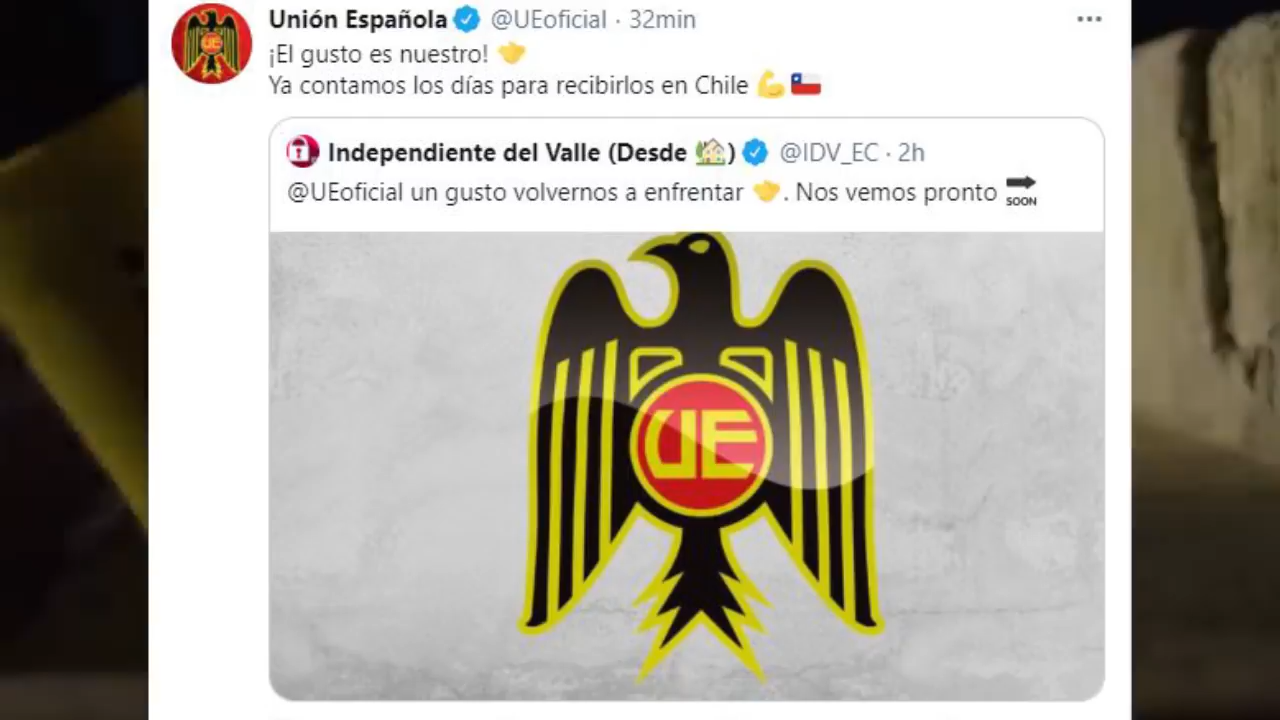 Unión Española @UEoficial · 32min
¡El gusto es nuestro! 🤝
Ya contamos los días para recibirlos en Chile 💪🇨🇱
Independiente del Valle (Desde 🏡) @IDV_EC · 2h
@UEoficial un gusto volvernos a enfrentar 🤝. Nos vemos pronto 🔜
UE